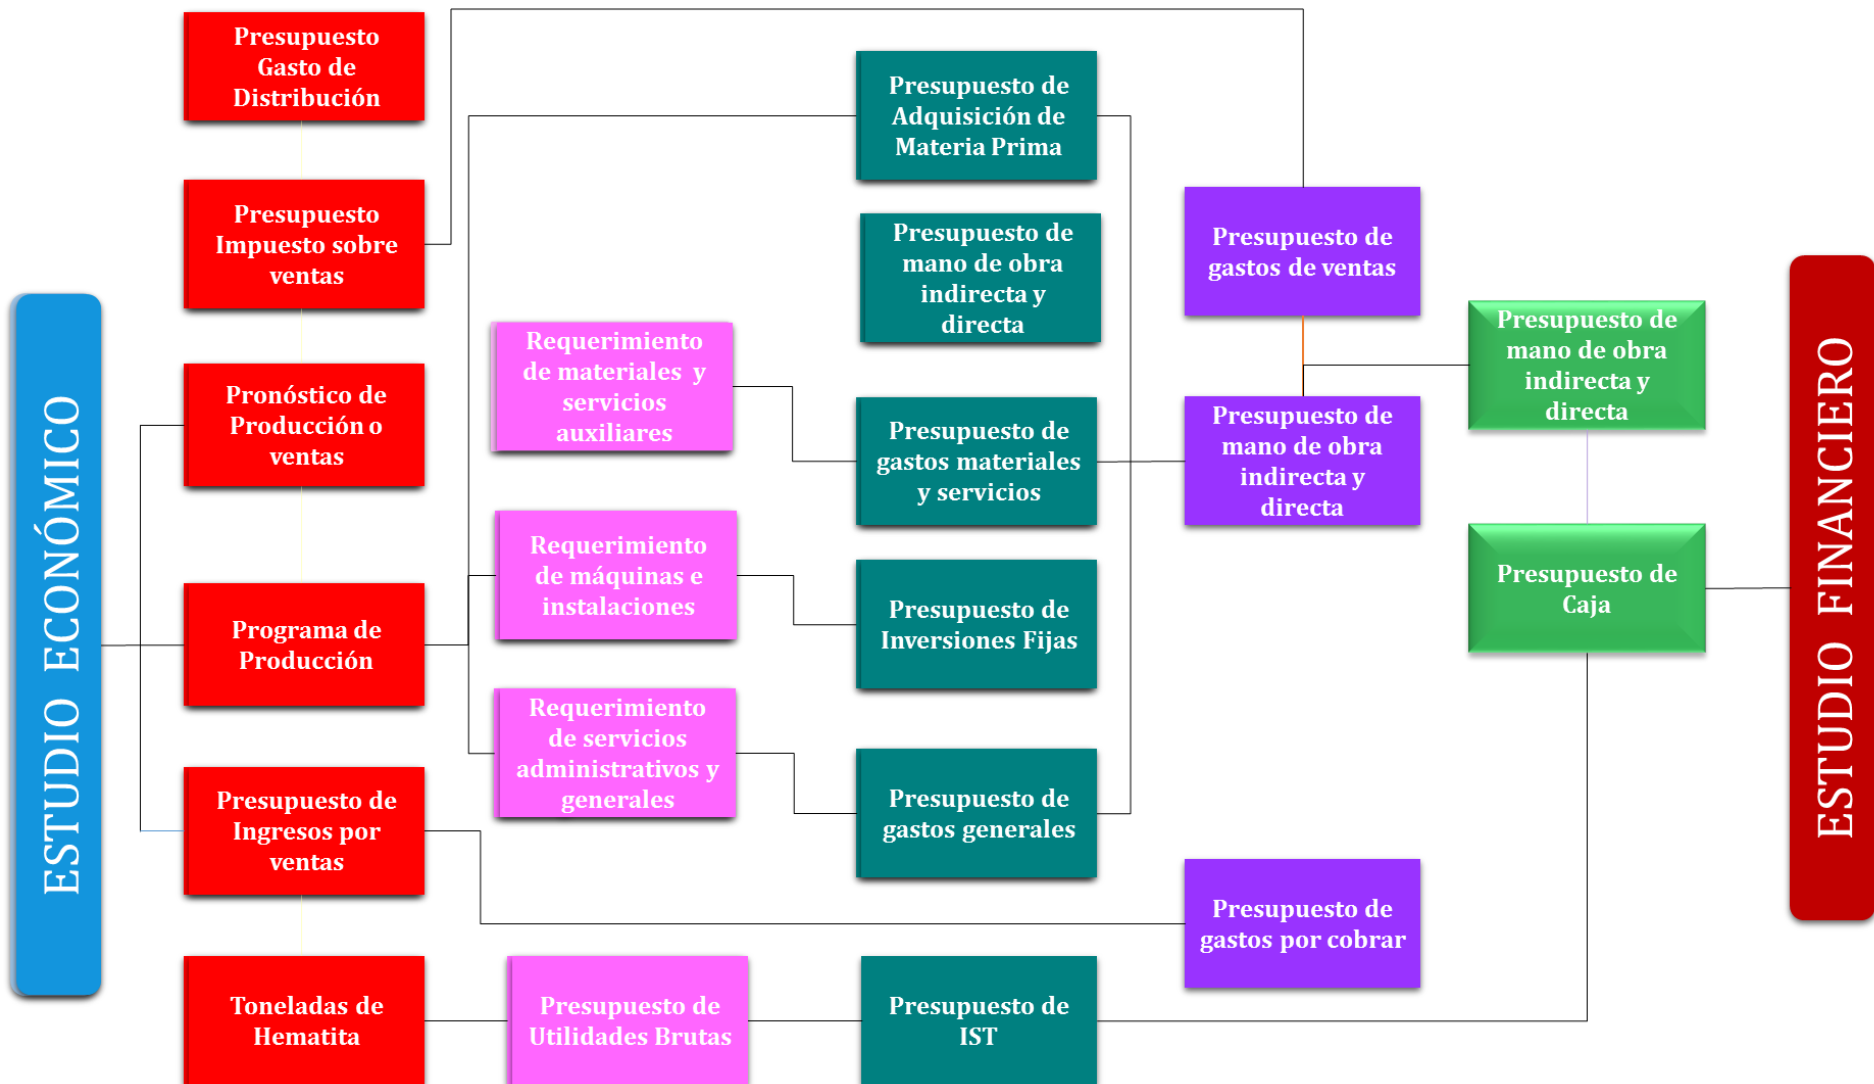 ESTUDIO ECONÓMICO
Presupuesto
Gasto de
Distribución
Presupuesto
Impuesto sobre
ventas
Pronóstico de
Producción o
ventas
Programa de
Producción
Presupuesto de
Ingresos por
ventas
Toneladas de
Hematita
Requerimiento
de materiales y
servicios
auxiliares
Requerimiento
de máquinas e
instalaciones
Requerimiento
de servicios
administrativos y
generales
Presupuesto de
Utilidades Brutas
Presupuesto de
Adquisición de
Materia Prima
Presupuesto de
mano de obra
indirecta y
directa
Presupuesto de
gastos materiales
y servicios
Presupuesto de
Inversiones Fijas
Presupuesto de
gastos generales
Presupuesto de
IST
Presupuesto de
gastos de ventas
Presupuesto de
mano de obra
indirecta y
directa
Presupuesto de
gastos por cobrar
Presupuesto de
mano de obra
indirecta y
directa
Presupuesto de
Caja
ESTUDIO FINANCIERO